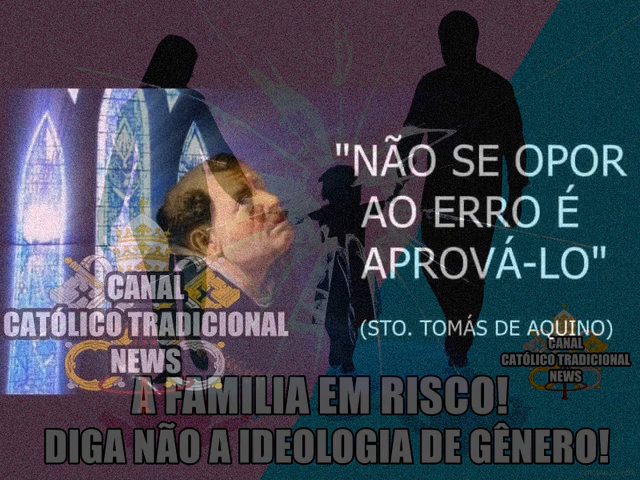 "NÃO SE OPOR
AO ERRO É
APROVÁ-LO"
(STO. TOMÁS DE AQUINO)
CANAL
CATÓLICO TRADICIONAL
NEWS
CANAL
CATÓLICO TRADICIONAL
NEWS
A FAMILIA EM RISCO!
DIGA NÃO A IDEOLOGIA DE GÊNERO!